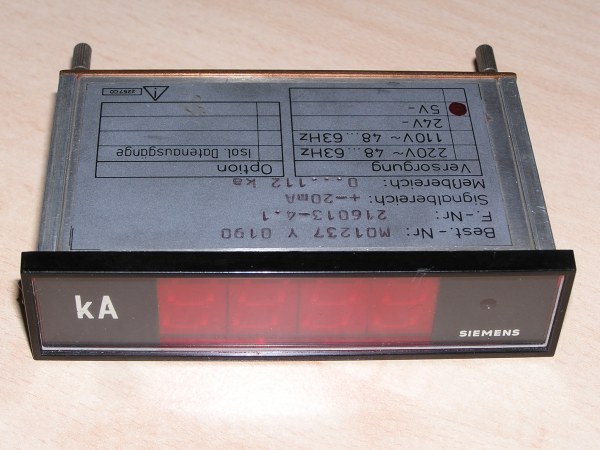 Best.-Nr: M01237 Y 0190
F.-Nr: 216013-4.1
Signalbereich: +-20mA
Meßbereich: 0...112 ka
Versorgung
220V~ 48...63Hz
110V~ 48...63Hz
24V-
5V-
Option
Isol. Datenausgänge
kA
SIEMENS